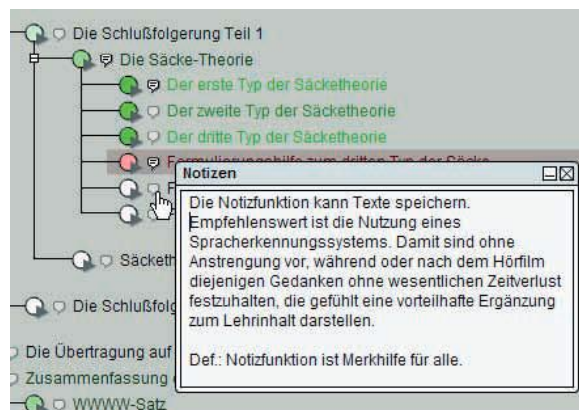 Die Schlußfolgerung Teil 1
Die Säcke-Theorie
Der erste Typ der Säcketheorie
Der zweite Typ der Säcketheorie
Der dritte Typ der Säcketheorie
Formulierungshilfe zum dritten Typ der Säcke
Notizen
Die Notizfunktion kann Texte speichern.
Empfehlenswert ist die Nutzung eines
Spracherkennungssystems. Damit sind ohne
Anstrengung vor, während oder nach dem Hörfilm
diejenigen Gedanken ohne wesentlichen Zeitverlust
festzuhalten, die gefühlt eine vorteilhafte Ergänzung
zum Lehrinhalt darstellen.
Def.: Notizfunktion ist Merkhilfe für alle.
F
Säcketh
Die Schlußfolg
Die Übertragung auf
Zusammenfassung
WWWW-Satz